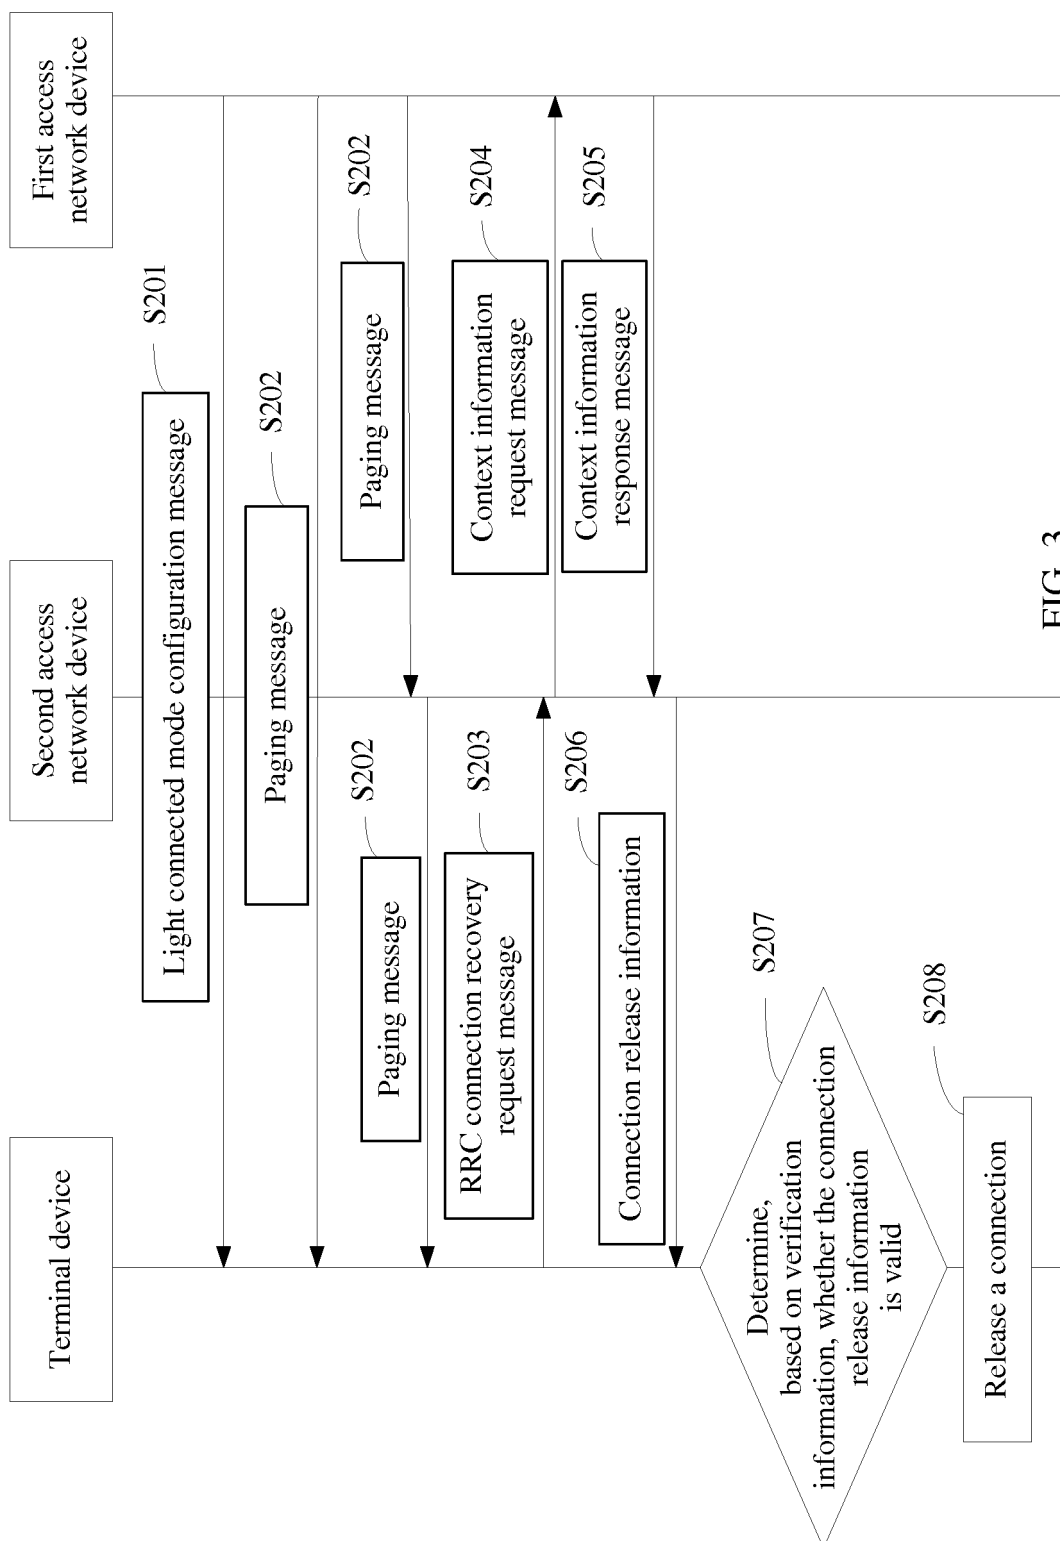 Terminal device
Second access
network device
First access
network device
S201
Light connected mode configuration message
S202
Paging message
S202
Paging message
S202
Paging message
S203
RRC connection recovery
request message
S204
Context information
request message
S205
Context information
response message
S206
Connection release information
S207
Determine,
based on verification
information, whether the connection
release information
is valid
S208
Release a connection
FIG. 3